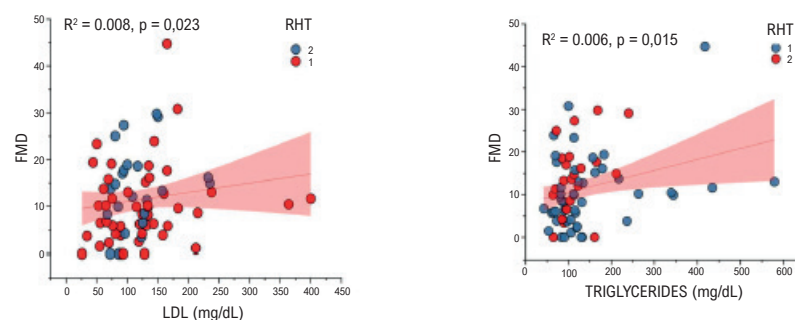 R² = 0.008, p = 0,023
RHT
2
1
FMD
50
40
30
20
10
0
0 50 100 150 200 250 300 350 400 450
LDL (mg/dL)
R² = 0.006, p = 0,015
RHT
1
2
FMD
50
40
30
20
10
0
0 100 200 300 400 500 600
TRIGLYCERIDES (mg/dL)